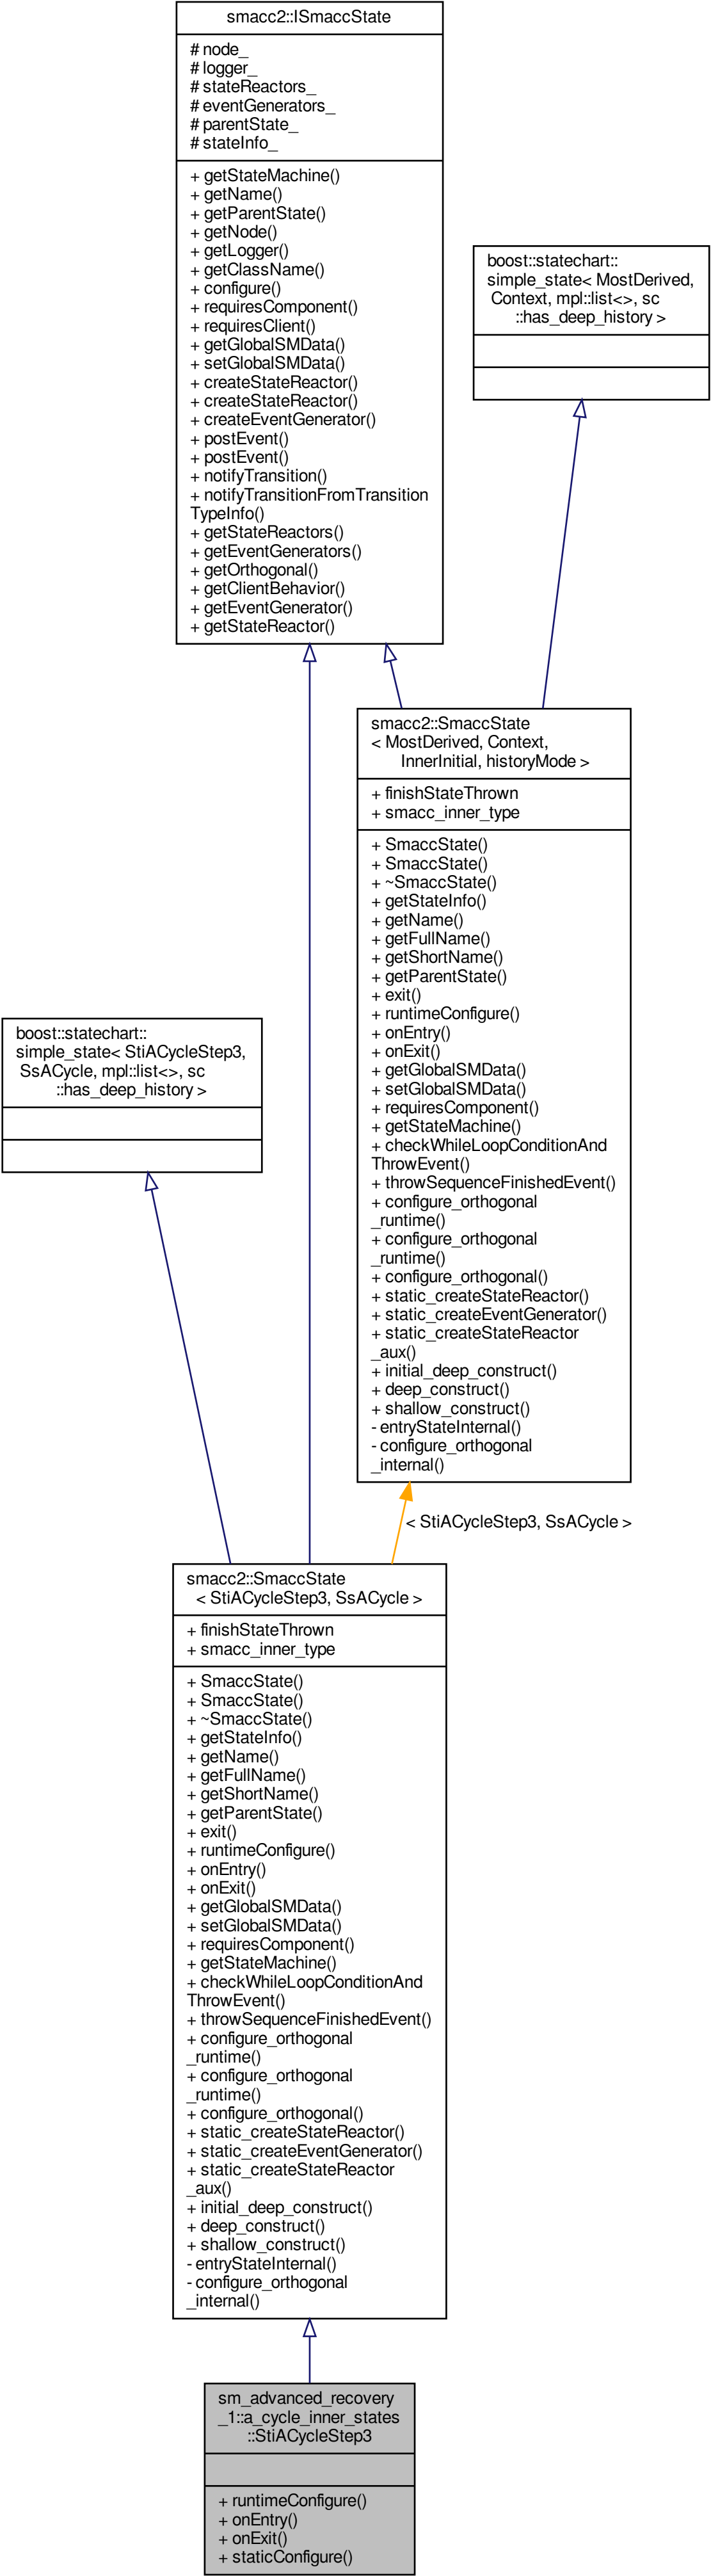 smacc2::ISmaccState
# node_
# logger_
# stateReactors_
# eventGenerators_
# parentState_
# stateInfo_
+ getStateMachine()
+ getName()
+ getParentState()
+ getNode()
+ getLogger()
+ getClassName()
+ configure()
+ requiresComponent()
+ requiresClient()
+ getGlobalSMData()
+ setGlobalSMData()
+ createStateReactor()
+ createStateReactor()
+ createEventGenerator()
+ postEvent()
+ postEvent()
+ notifyTransition()
+ notifyTransitionFromTransition
TypeInfo()
+ getStateReactors()
+ getEventGenerators()
+ getOrthogonal()
+ getClientBehavior()
+ getEventGenerator()
+ getStateReactor()
boost::statechart::
simple_state< MostDerived,
Context, mpl::list<>, sc
::has_deep_history >
smacc2::SmaccState
< MostDerived, Context,
InnerInitial, historyMode >
+ finishStateThrown
+ smacc_inner_type
+ SmaccState()
+ SmaccState()
+ ~SmaccState()
+ getStateInfo()
+ getName()
+ getFullName()
+ getShortName()
+ getParentState()
+ exit()
+ runtimeConfigure()
+ onEntry()
+ onExit()
+ getGlobalSMData()
+ setGlobalSMData()
+ requiresComponent()
+ getStateMachine()
+ checkWhileLoopConditionAnd
ThrowEvent()
+ throwSequenceFinishedEvent()
+ configure_orthogonal
_runtime()
+ configure_orthogonal
_runtime()
+ configure_orthogonal()
+ static_createStateReactor()
+ static_createEventGenerator()
+ static_createStateReactor
_aux()
+ initial_deep_construct()
+ deep_construct()
+ shallow_construct()
- entryStateInternal()
- configure_orthogonal
_internal()
boost::statechart::
simple_state< StiACycleStep3,
SsACycle, mpl::list<>, sc
::has_deep_history >
< StiACycleStep3, SsACycle >
smacc2::SmaccState
< StiACycleStep3, SsACycle >
+ finishStateThrown
+ smacc_inner_type
+ SmaccState()
+ SmaccState()
+ ~SmaccState()
+ getStateInfo()
+ getName()
+ getFullName()
+ getShortName()
+ getParentState()
+ exit()
+ runtimeConfigure()
+ onEntry()
+ onExit()
+ getGlobalSMData()
+ setGlobalSMData()
+ requiresComponent()
+ getStateMachine()
+ checkWhileLoopConditionAnd
ThrowEvent()
+ throwSequenceFinishedEvent()
+ configure_orthogonal
_runtime()
+ configure_orthogonal
_runtime()
+ configure_orthogonal()
+ static_createStateReactor()
+ static_createEventGenerator()
+ static_createStateReactor
_aux()
+ initial_deep_construct()
+ deep_construct()
+ shallow_construct()
- entryStateInternal()
- configure_orthogonal
_internal()
sm_advanced_recovery
_1::a_cycle_inner_states
::StiACycleStep3
+ runtimeConfigure()
+ onEntry()
+ onExit()
+ staticConfigure()